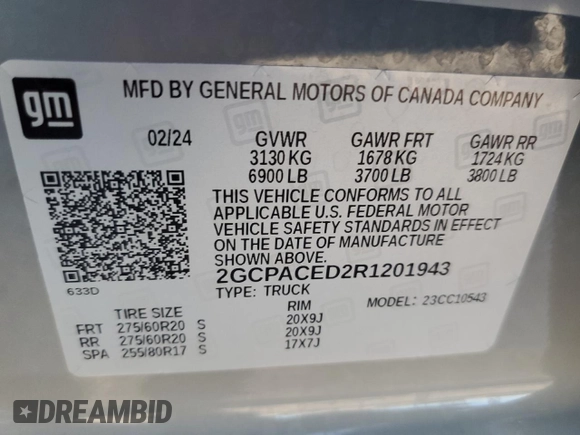 gm
MFD BY GENERAL MOTORS OF CANADA COMPANY
02/24 GVWR GAWR FRT GAWR RR
3130 KG 1678 KG 1724 KG
6900 LB 3700 LB 3800 LB
THIS VEHICLE CONFORMS TO ALL
APPLICABLE U.S. FEDERAL MOTOR
VEHICLE SAFETY STANDARDS IN EFFECT
ON THE DATE OF MANUFACTURE
SHOWN ABOVE.
633D
2GCPACED2R1201943
TYPE: TRUCK MODEL: 23CC10543
TIRE SIZE RIM
FRT 275/60R20 S 20X9J
RR 275/60R20 S 20X9J
SPA 255/80R17 S 17X7J
DREAMBID